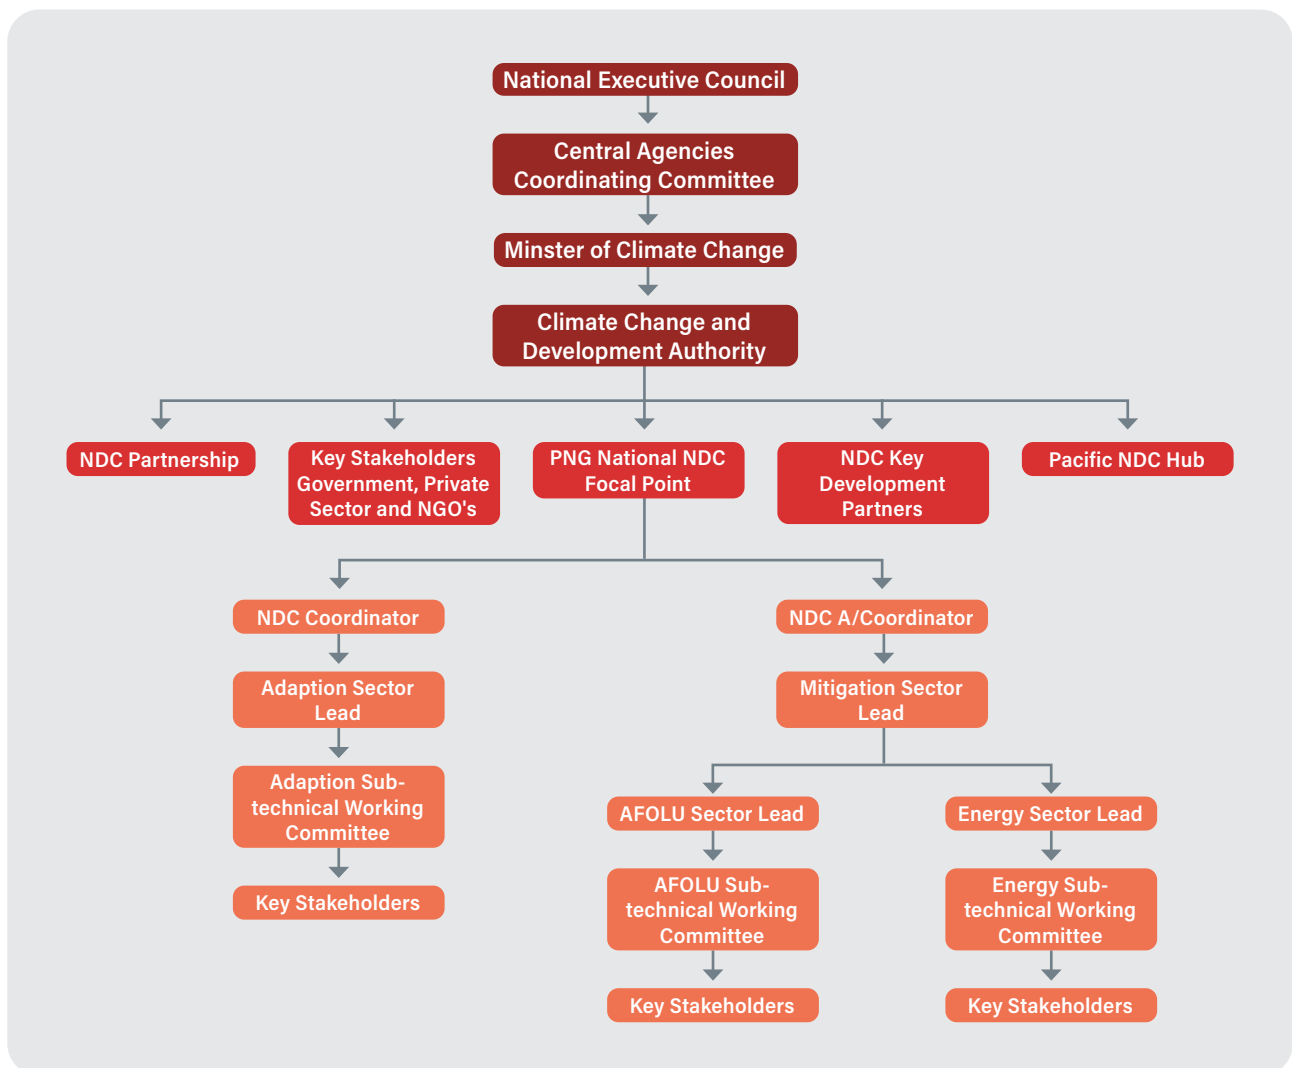 National Executive Council
Central Agencies
Coordinating Committee
Minster of Climate Change
Climate Change and
Development Authority
NDC Partnership
Key Stakeholders
Government, Private
Sector and NGO's
PNG National NDC
Focal Point
NDC Key
Development
Partners
Pacific NDC Hub
NDC Coordinator
Adaption Sector
Lead
Adaption Sub-
technical Working
Committee
Key Stakeholders
NDC A/Coordinator
Mitigation Sector
Lead
AFOLU Sector Lead
AFOLU Sub-
technical Working
Committee
Key Stakeholders
Energy Sector Lead
Energy Sub-
technical Working
Committee
Key Stakeholders